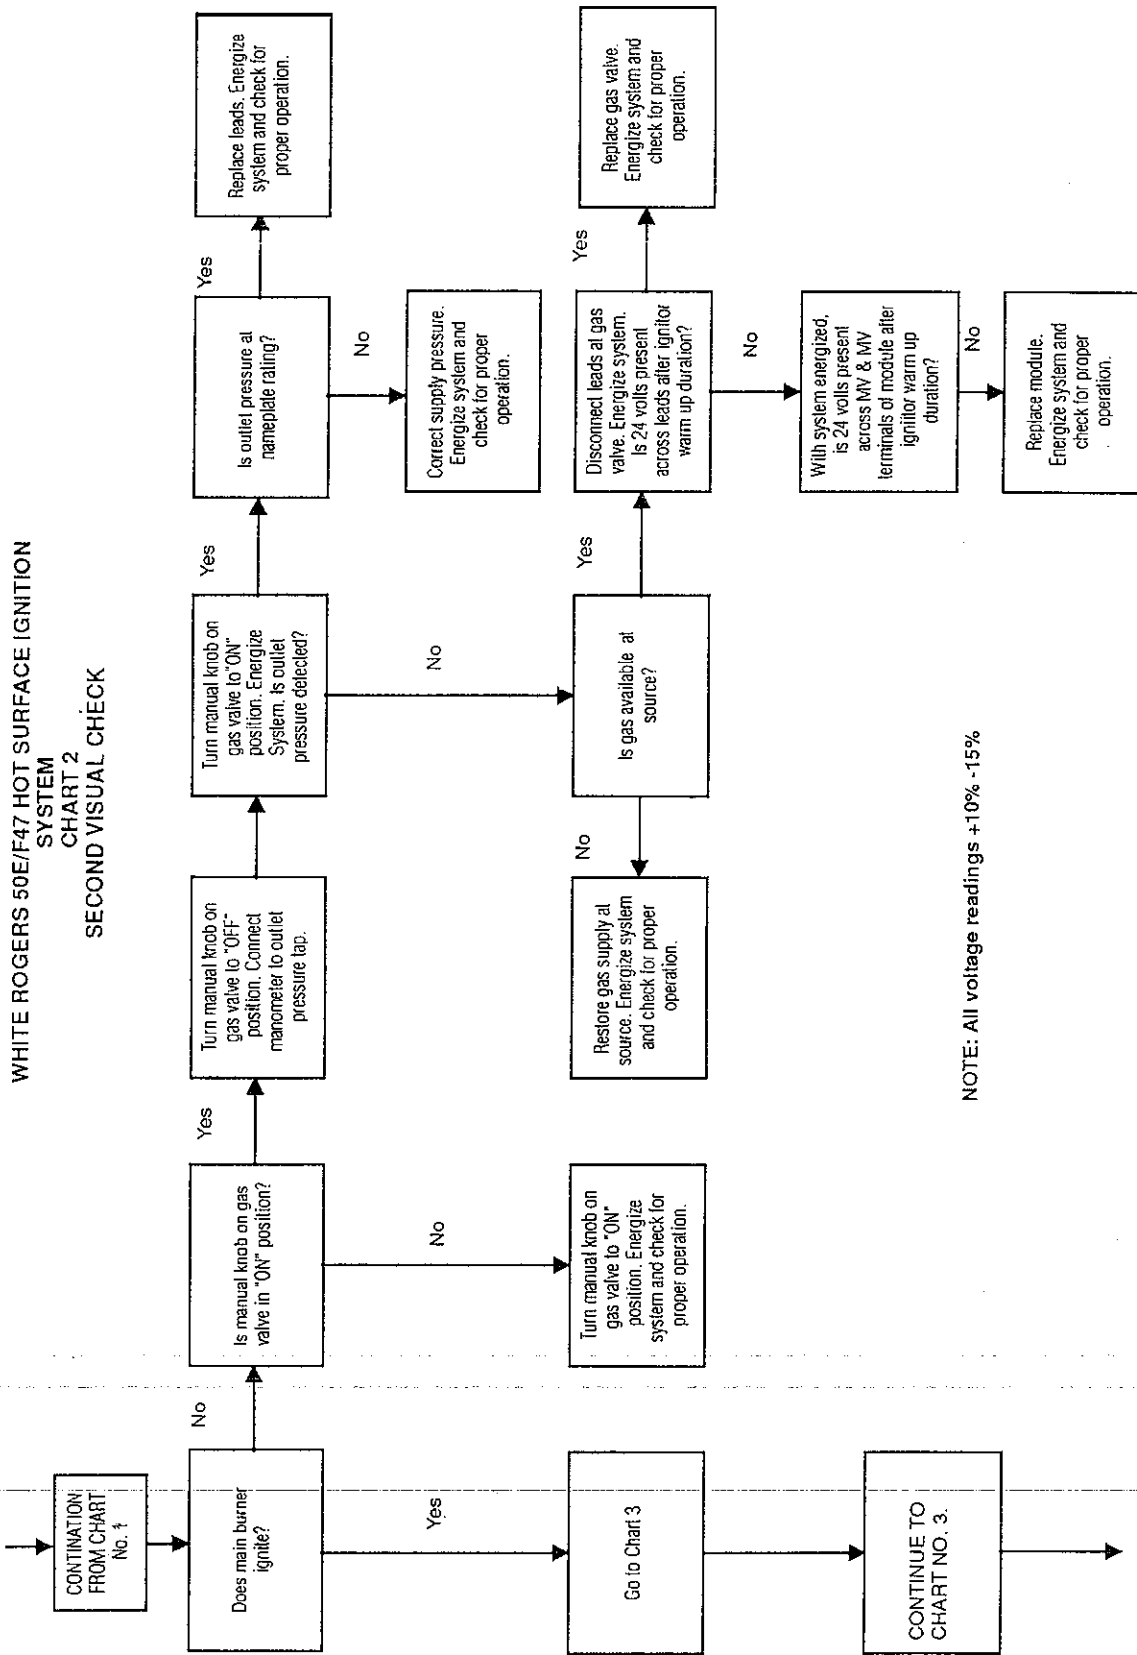 WHITE ROGERS 50E/F47 HOT SURFACE IGNITION
SYSTEM
CHART 2
SECOND VISUAL CHECK
CONTINATION
FROM CHART
No. 1
Does main burner
ignite?
No
Yes
Is manual knob on gas
valve in "ON" position?
Yes
No
Turn manual knob on
gas valve to "OFF"
position. Connect
manometer to outlet
pressure tap.
Turn manual knob on
gas valve to "ON"
position. Energize
System. Is outlet
pressure detected?
Yes
No
Is outlet pressure at
nameplate rating?
Yes
No
Replace leads. Energize
system and check for
proper operation.
Correct supply pressure.
Energize system and
check for proper
operation.
Go to Chart 3
Turn manual knob on
gas valve to "ON"
position. Energize
system and check for
proper operation.
Restore gas supply at
source. Energize system
and check for proper
operation.
No
Is gas available at
source?
Yes
Disconnect leads at gas
valve. Energize system.
Is 24 volts present
across leads after ignitor
warm up duration?
Yes
No
Replace gas valve.
Energize system and
check for proper
operation.
With system energized,
is 24 volts present
across MV & MV
terminals of module after
ignitor warm up
duration?
No
Replace module.
Energize system and
check for proper
operation.
CONTINUE TO
CHART NO. 3.
NOTE: All voltage readings +10% -15%